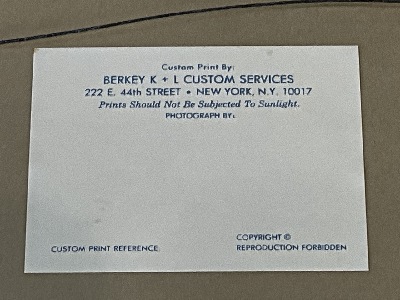 Custom Print By:
BERKEY K + L CUSTOM SERVICES
222 E. 44th STREET • NEW YORK, N.Y. 10017
Prints Should Not Be Subjected To Sunlight.
PHOTOGRAPH BY:
CUSTOM PRINT REFERENCE
COPYRIGHT ©
REPRODUCTION FORBIDDEN